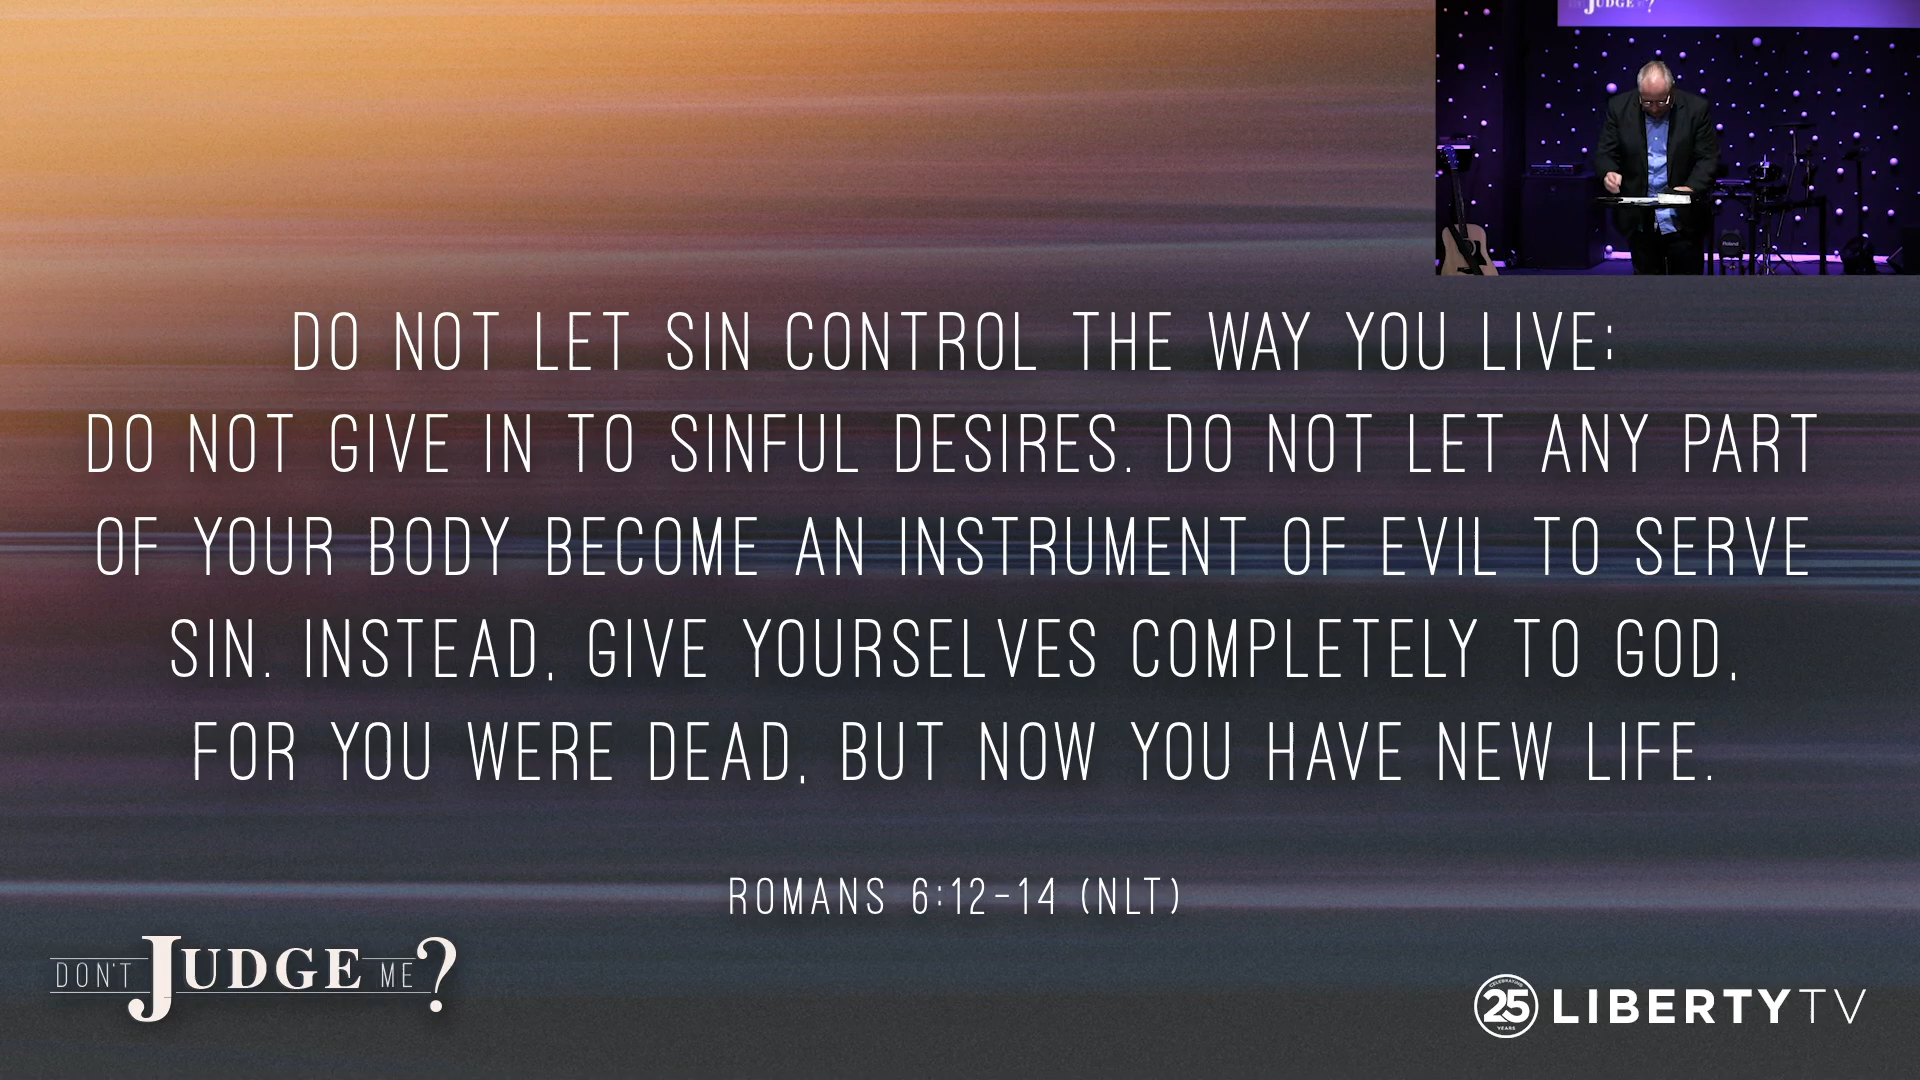 JUDGE ?
DO NOT LET SIN CONTROL THE WAY YOU LIVE;
DO NOT GIVE IN TO SINFUL DESIRES. DO NOT LET ANY PART
OF YOUR BODY BECOME AN INSTRUMENT OF EVIL TO SERVE
SIN. INSTEAD, GIVE YOURSELVES COMPLETELY TO GOD,
FOR YOU WERE DEAD, BUT NOW YOU HAVE NEW LIFE.
ROMANS 6:12-14 (NLT)
DON'T JUDGE ME?
CELEBRATING
25
YEARS
LIBERTY TV